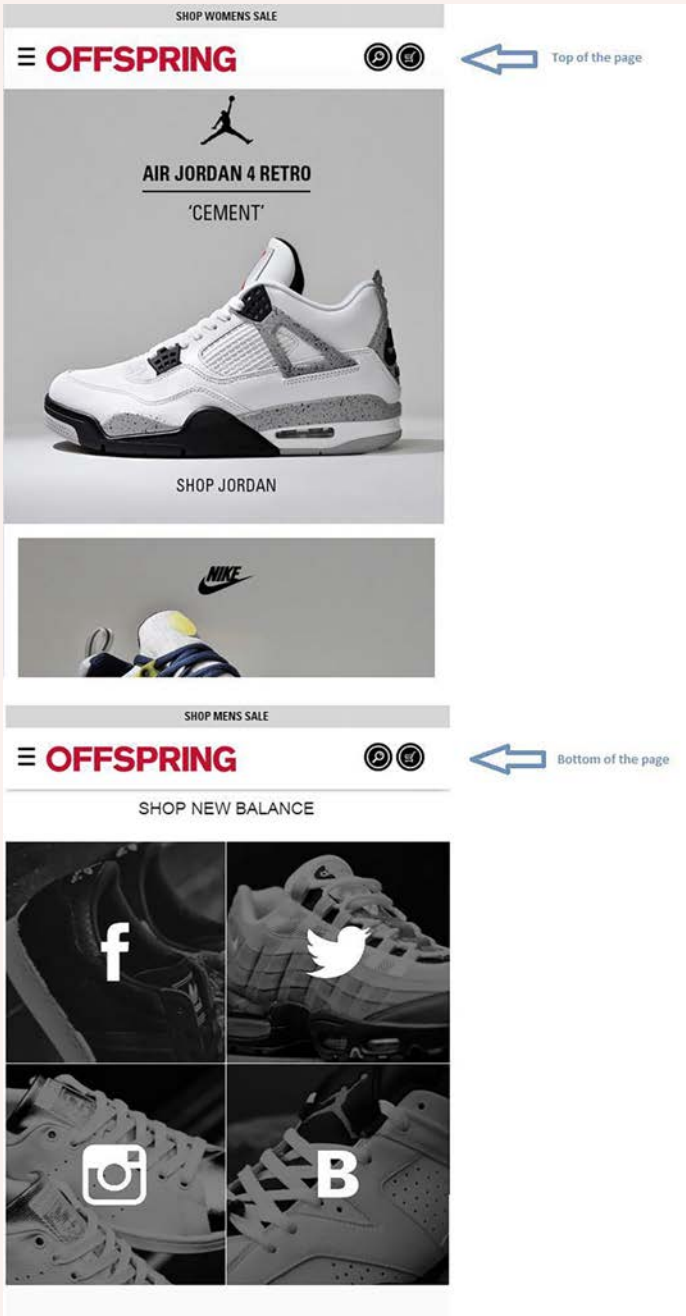 SHOP WOMENS SALE
OFFSPRING
Top of the page
AIR JORDAN 4 RETRO
‘CEMENT’
SHOP JORDAN
NIKE
SHOP MENS SALE
OFFSPRING
Bottom of the page
SHOP NEW BALANCE
f
B